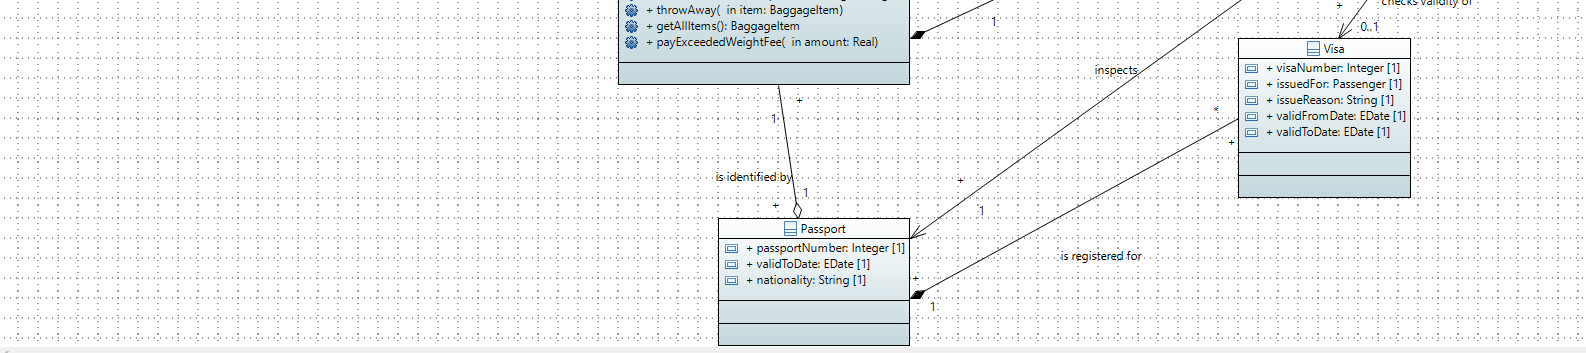 + throwAway( in item: BaggageItem)
+ getAllItems(): BaggageItem
+ payExceededWeightFee( in amount: Real)
1
+
checks validity of
0..1
Visa
+ visaNumber: Integer [1]
+ issuedFor: Passenger [1]
+ issueReason: String [1]
+ validFromDate: EDate [1]
+ validToDate: EDate [1]
inspects
*
+
+
1
is identified by
1
+
+
1
Passport
+ passportNumber: Integer [1]
+ validToDate: EDate [1]
+ nationality: String [1]
is registered for
+
1